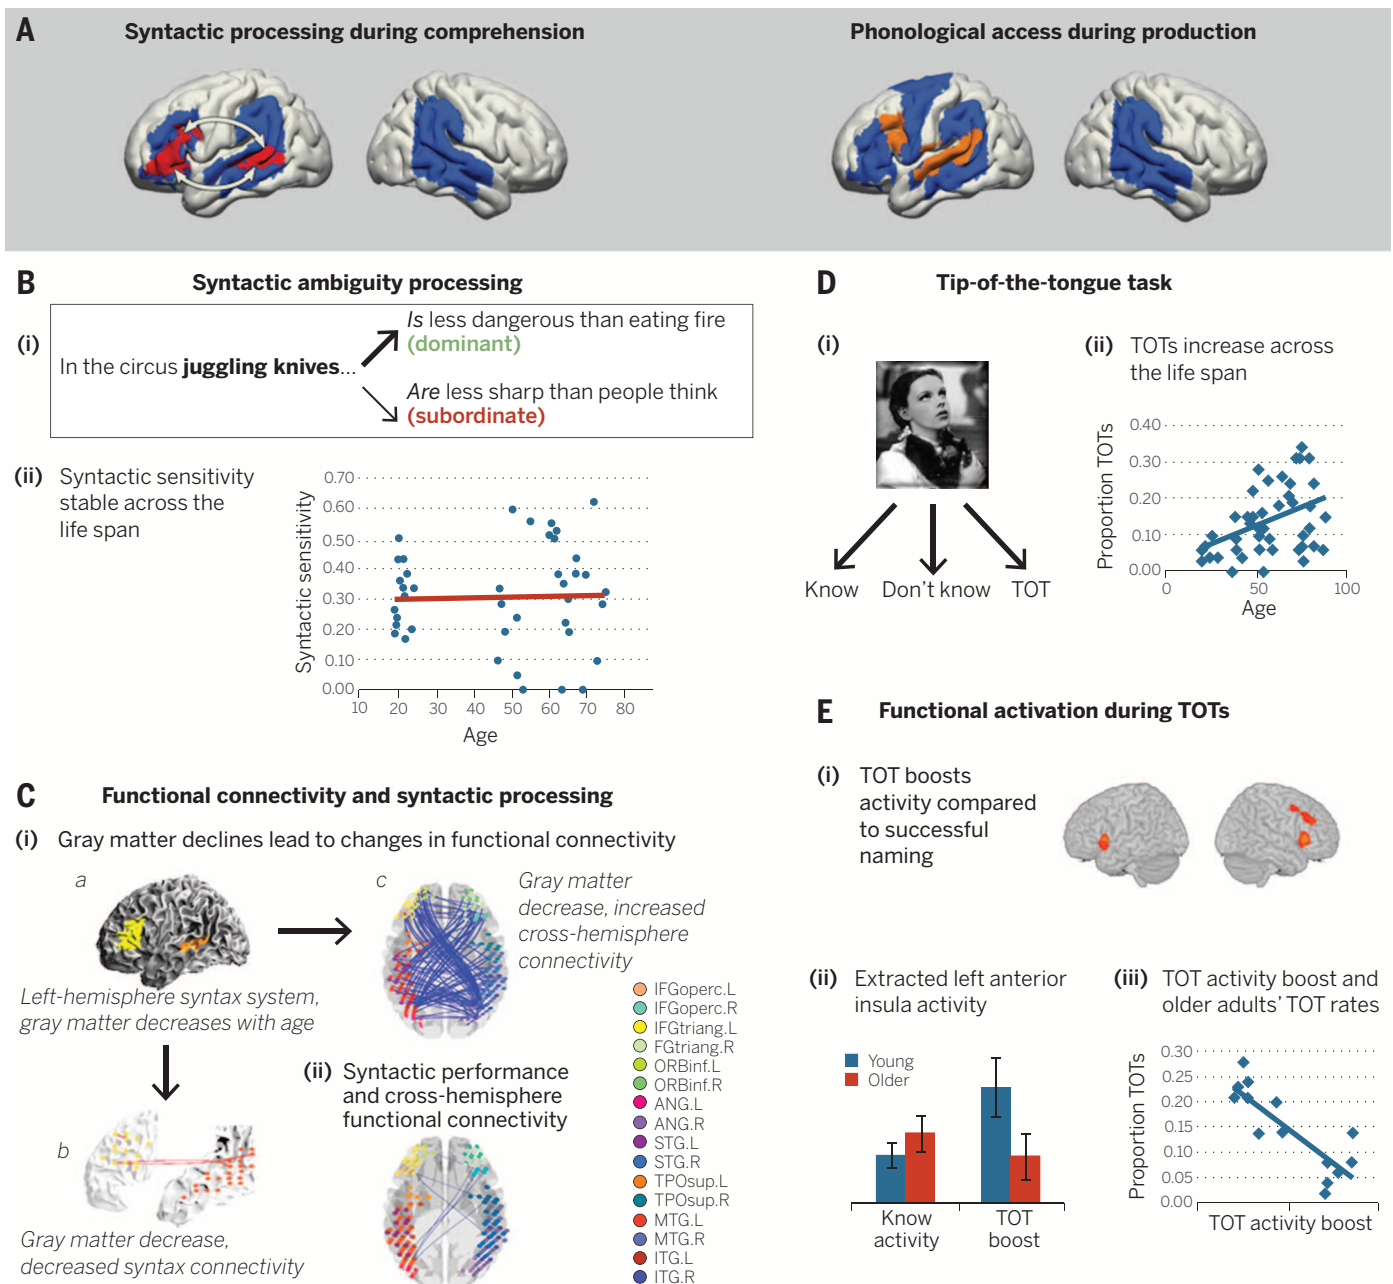 A
Syntactic processing during comprehension
Phonological access during production
B
Syntactic ambiguity processing
(i)
In the circus juggling knives...
Is less dangerous than eating fire
(dominant)
Are less sharp than people think
(subordinate)
(ii)
Syntactic sensitivity
stable across the
life span
Syntactic sensitivity
0.70
0.60
0.50
0.40
0.30
0.20
0.10
0.00
10 20 30 40 50 60 70 80
Age
C
Functional connectivity and syntactic processing
(i) Gray matter declines lead to changes in functional connectivity
a
Left-hemisphere syntax system,
gray matter decreases with age
c
Gray matter
decrease, increased
cross-hemisphere
connectivity
b
Gray matter decrease,
decreased syntax connectivity
(ii) Syntactic performance
and cross-hemisphere
functional connectivity
IFGoperc.L
IFGoperc.R
IFGtriang.L
FGtriang.R
ORBinf.L
ORBinf.R
ANG.L
ANG.R
STG.L
STG.R
TPOsup.L
TPOsup.R
MTG.L
MTG.R
ITG.L
ITG.R
D
Tip-of-the-tongue task
(i)
Know
Don't know
TOT
(ii) TOTs increase across
the life span
Proportion TOTs
0.40
0.30
0.20
0.10
0.00
0 50 100
Age
E
Functional activation during TOTs
(i) TOT boosts
activity compared
to successful
naming
(ii) Extracted left anterior
insula activity
Young
Older
Know
activity
TOT
boost
(iii) TOT activity boost and
older adults' TOT rates
Proportion TOTs
0.30
0.25
0.20
0.15
0.10
0.05
0.00
TOT activity boost